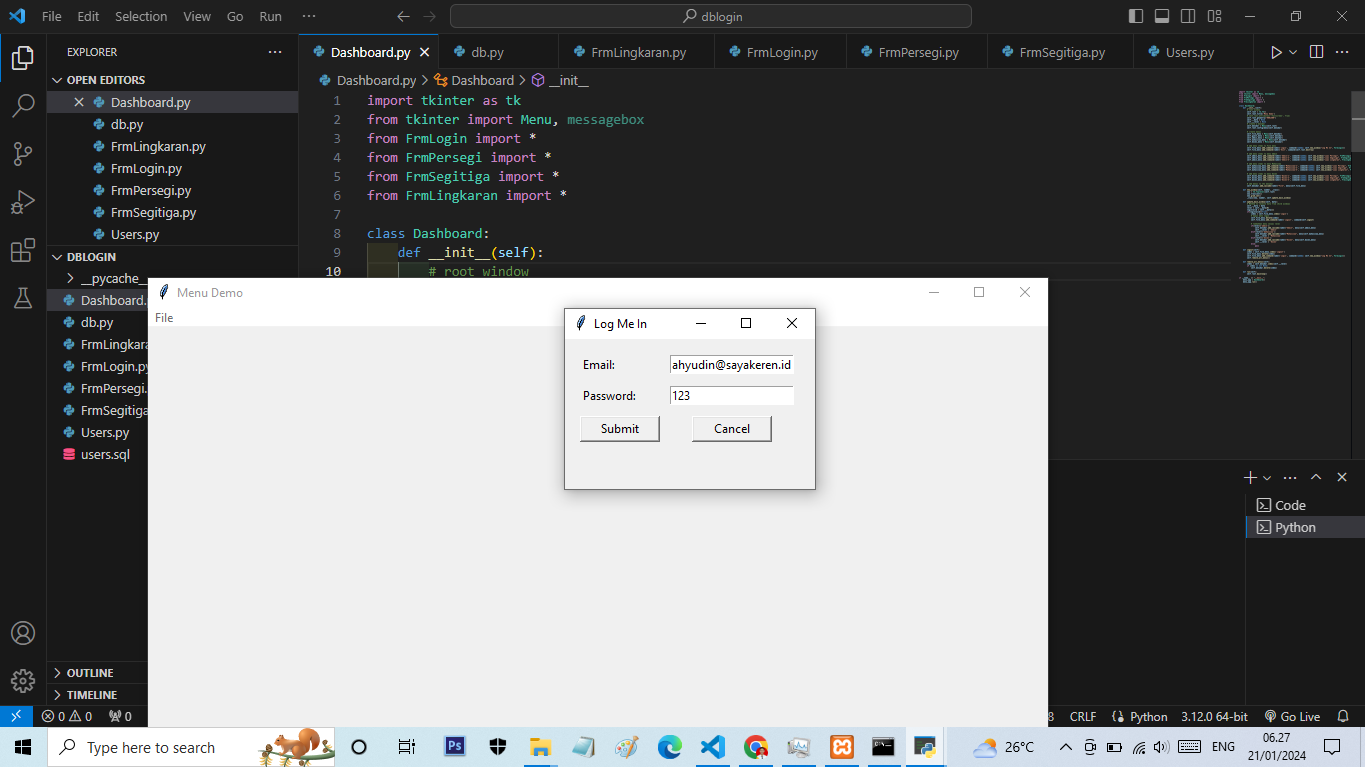 File Edit Selection View Go Run ··· dblogin
EXPLORER ···
OPEN EDITORS
Dashboard.py
db.py
FrmLingkaran.py
FrmLogin.py
FrmPersegi.py
FrmSegitiga.py
Users.py
DBLOGIN
__pycache__
Dashboard.
db.py
FrmLingkara
FrmLogin.py
FrmPersegi.
FrmSegitiga
Users.py
users.sql
OUTLINE
TIMELINE
Dashboard.py db.py FrmLingkaran.py FrmLogin.py FrmPersegi.py FrmSegitiga.py Users.py
Dashboard.py > Dashboard > __init__
1 import tkinter as tk
2 from tkinter import Menu, messagebox
3 from FrmLogin import *
4 from FrmPersegi import *
5 from FrmSegitiga import *
6 from FrmLingkaran import *
7
8 class Dashboard:
9 def __init__(self):
10 # root window
Menu Demo
File
Log Me In
Email: ahyudin@sayakeren.id
Password: 123
Submit Cancel
Code
Python
0 0 0 8 CRLF Python 3.12.0 64-bit Go Live
Type here to search Ps 26°C ENG 06.27
21/01/2024